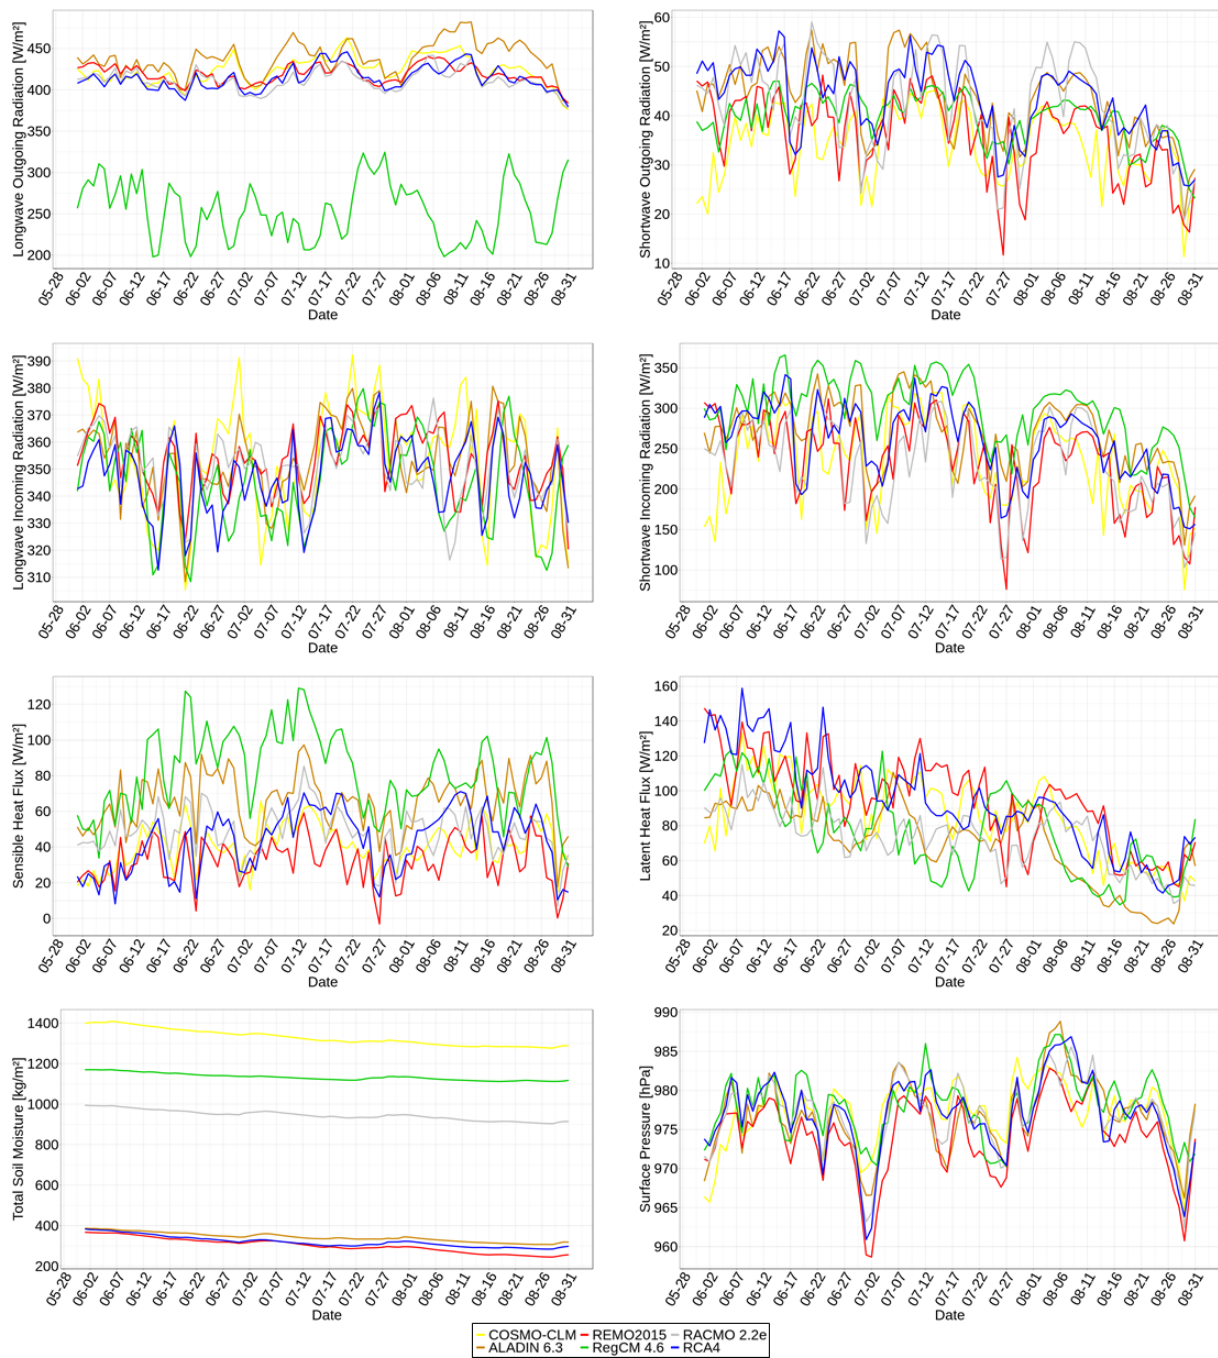 Longwave Outgoing Radiation [W/m²]
450
400
350
300
250
200
05-28 06-02 06-07 06-12 06-17 06-22 06-27 07-02 07-07 07-12 07-17 07-22 07-27 08-01 08-06 08-11 08-16 08-21 08-26 08-31
Date
Shortwave Outgoing Radiation [W/m²]
60
50
40
30
20
10
05-28 06-02 06-07 06-12 06-17 06-22 06-27 07-02 07-07 07-12 07-17 07-22 07-27 08-01 08-06 08-11 08-16 08-21 08-26 08-31
Date
Longwave Incoming Radiation [W/m²]
390
380
370
360
350
340
330
320
310
05-28 06-02 06-07 06-12 06-17 06-22 06-27 07-02 07-07 07-12 07-17 07-22 07-27 08-01 08-06 08-11 08-16 08-21 08-26 08-31
Date
Shortwave Incoming Radiation [W/m²]
350
300
250
200
150
100
05-28 06-02 06-07 06-12 06-17 06-22 06-27 07-02 07-07 07-12 07-17 07-22 07-27 08-01 08-06 08-11 08-16 08-21 08-26 08-31
Date
Sensible Heat Flux [W/m²]
120
100
80
60
40
20
0
05-28 06-02 06-07 06-12 06-17 06-22 06-27 07-02 07-07 07-12 07-17 07-22 07-27 08-01 08-06 08-11 08-16 08-21 08-26 08-31
Date
Latent Heat Flux [W/m²]
160
140
120
100
80
60
40
20
05-28 06-02 06-07 06-12 06-17 06-22 06-27 07-02 07-07 07-12 07-17 07-22 07-27 08-01 08-06 08-11 08-16 08-21 08-26 08-31
Date
Total Soil Moisture [kg/m²]
1400
1200
1000
800
600
400
200
05-28 06-02 06-07 06-12 06-17 06-22 06-27 07-02 07-07 07-12 07-17 07-22 07-27 08-01 08-06 08-11 08-16 08-21 08-26 08-31
Date
Surface Pressure [hPa]
990
985
980
975
970
965
960
05-28 06-02 06-07 06-12 06-17 06-22 06-27 07-02 07-07 07-12 07-17 07-22 07-27 08-01 08-06 08-11 08-16 08-21 08-26 08-31
Date
COSMO-CLM REMO2015 RACMO 2.2e
ALADIN 6.3 RegCM 4.6 RCA4